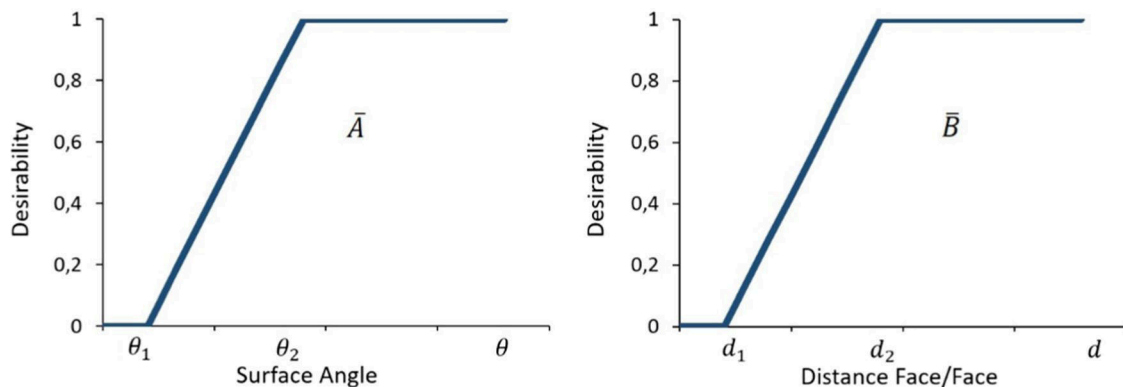 1
0,8
0,6
0,4
0,2
0
Desirability
Ā
θ₁
θ₂
θ
Surface Angle
1
0,8
0,6
0,4
0,2
0
Desirability
B̄
d₁
d₂
d
Distance Face/Face